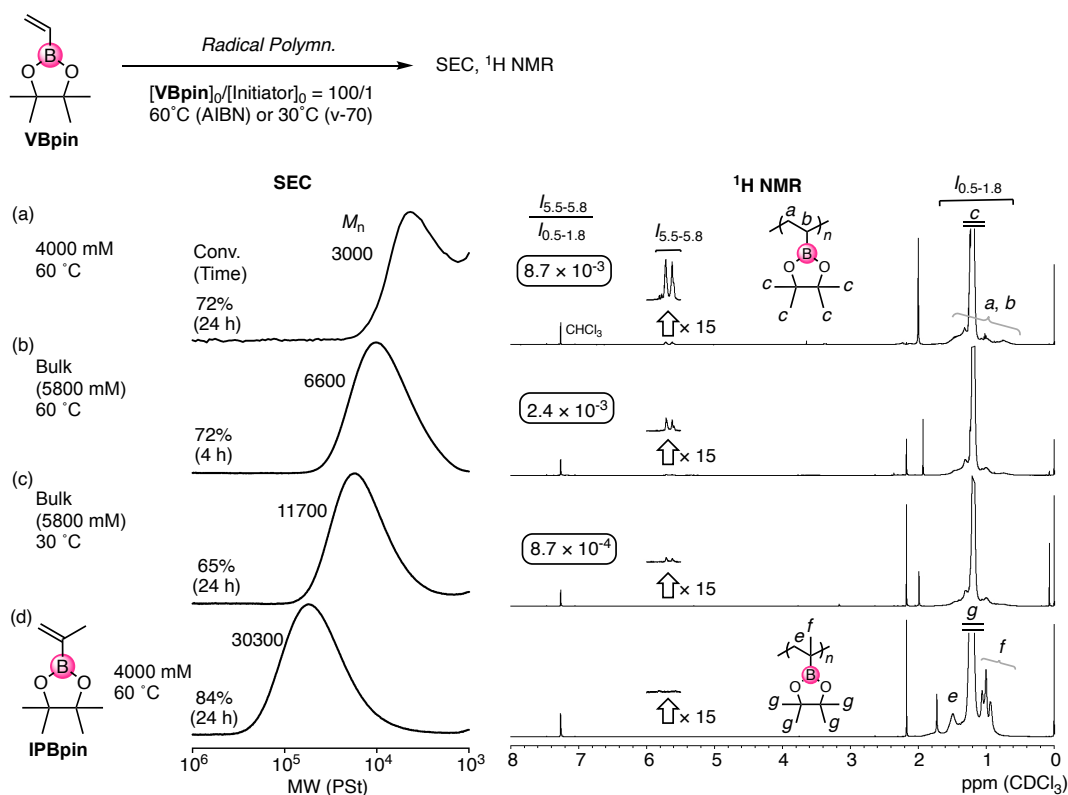 B
O O
VBpin
Radical Polymn.
[VBpin]₀/[Initiator]₀ = 100/1
60˚C (AIBN) or 30˚C (v-70)
SEC, ¹H NMR
SEC
¹H NMR
(a)
4000 mM
60 ˚C
Conv.
(Time)
72%
(24 h)
Mn
3000
I5.5-5.8
I0.5-1.8
8.7 × 10⁻³
I5.5-5.8
× 15
CHCl₃
a
b
n
B
O O
c c
c c
I0.5-1.8
c
a, b
(b)
Bulk
(5800 mM)
60 ˚C
72%
(4 h)
6600
2.4 × 10⁻³
× 15
(c)
Bulk
(5800 mM)
30 ˚C
65%
(24 h)
11700
8.7 × 10⁻⁴
× 15
(d)
B
O O
IPBpin
4000 mM
60 ˚C
84%
(24 h)
30300
× 15
e f
n
B
O O
g g
g g
g
e
f
10⁶ 10⁵ 10⁴ 10³
MW (PSt)
8 7 6 5 4 3 2 1 0
ppm (CDCl₃)